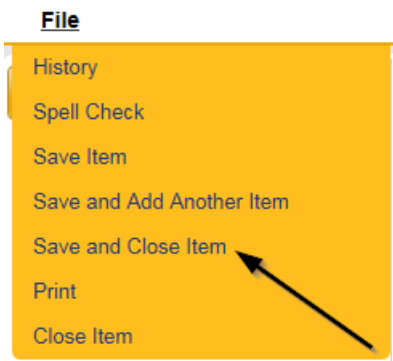 File
History
Spell Check
Save Item
Save and Add Another Item
Save and Close Item
Print
Close Item